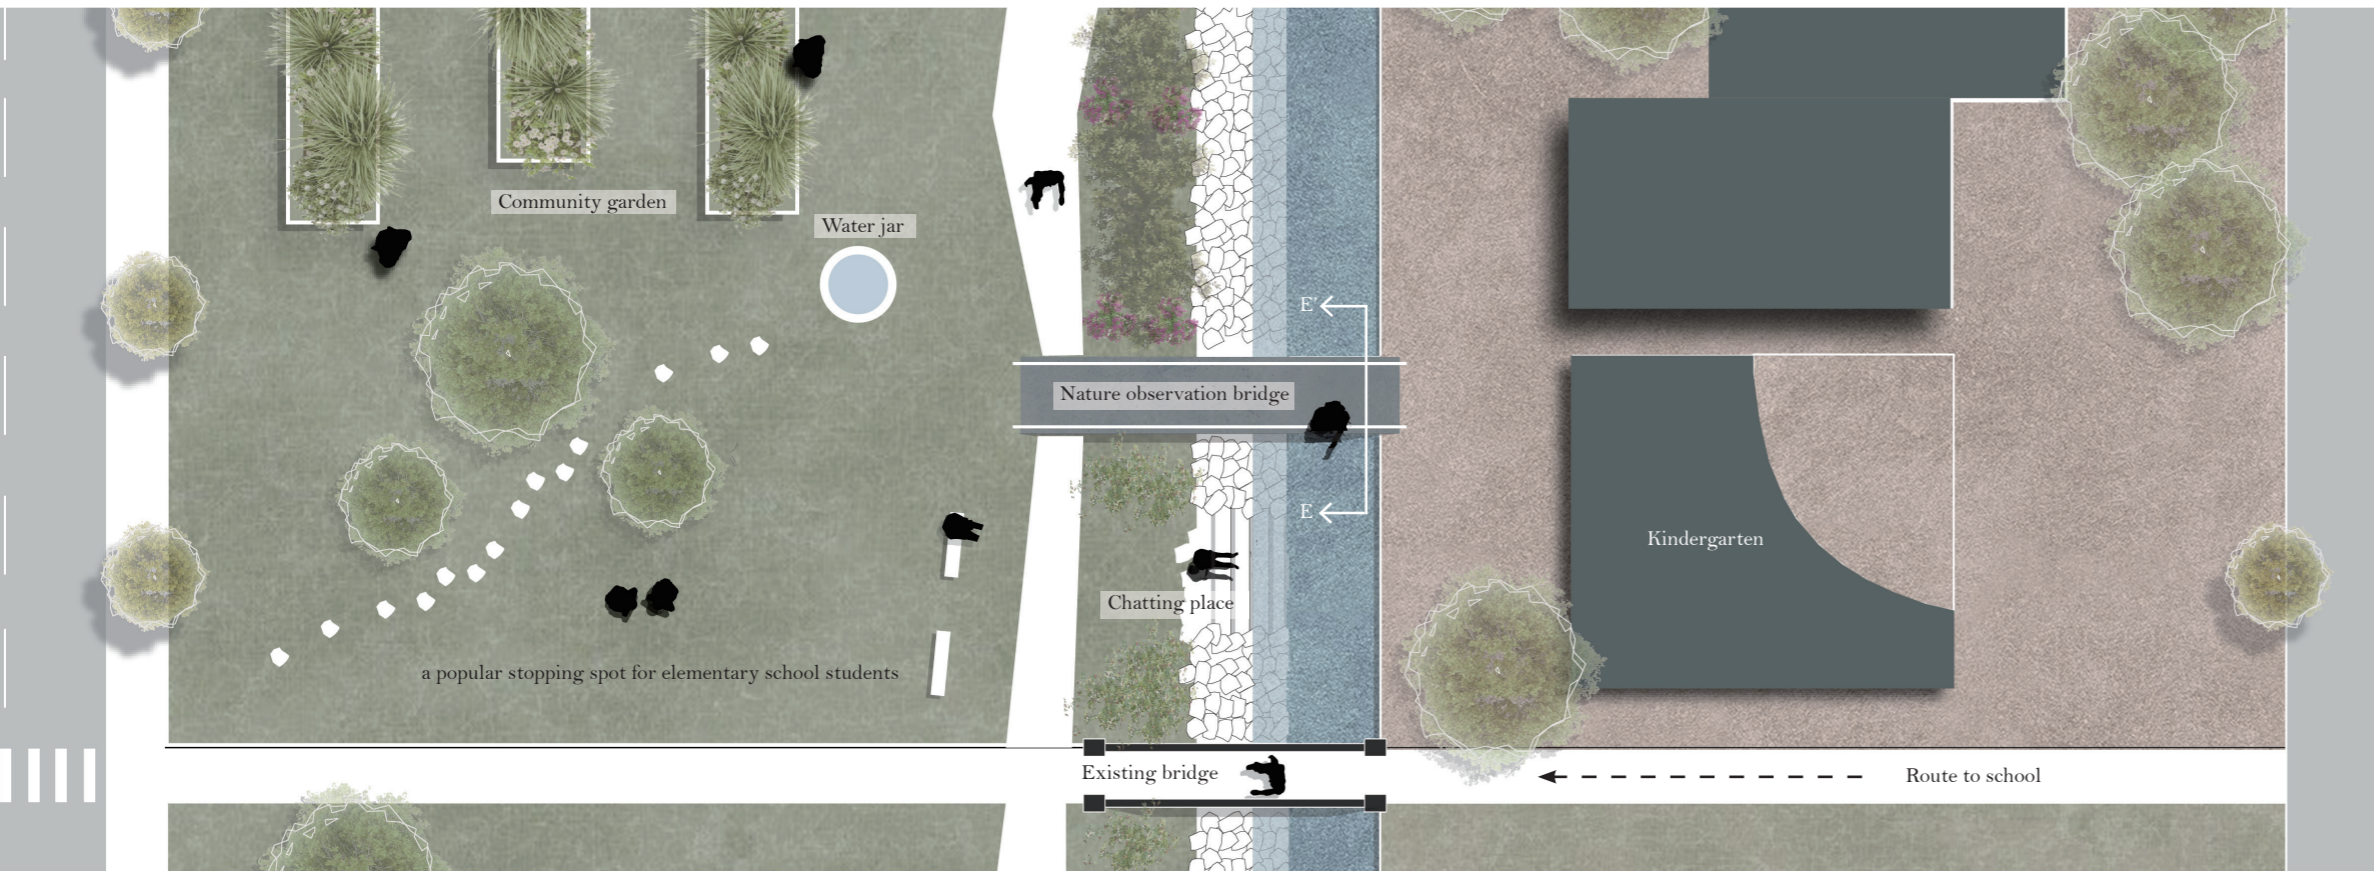 Community garden
Water jar
E'
Nature observation bridge
E
Kindergarten
Chatting place
a popular stopping spot for elementary school students
Existing bridge
Route to school